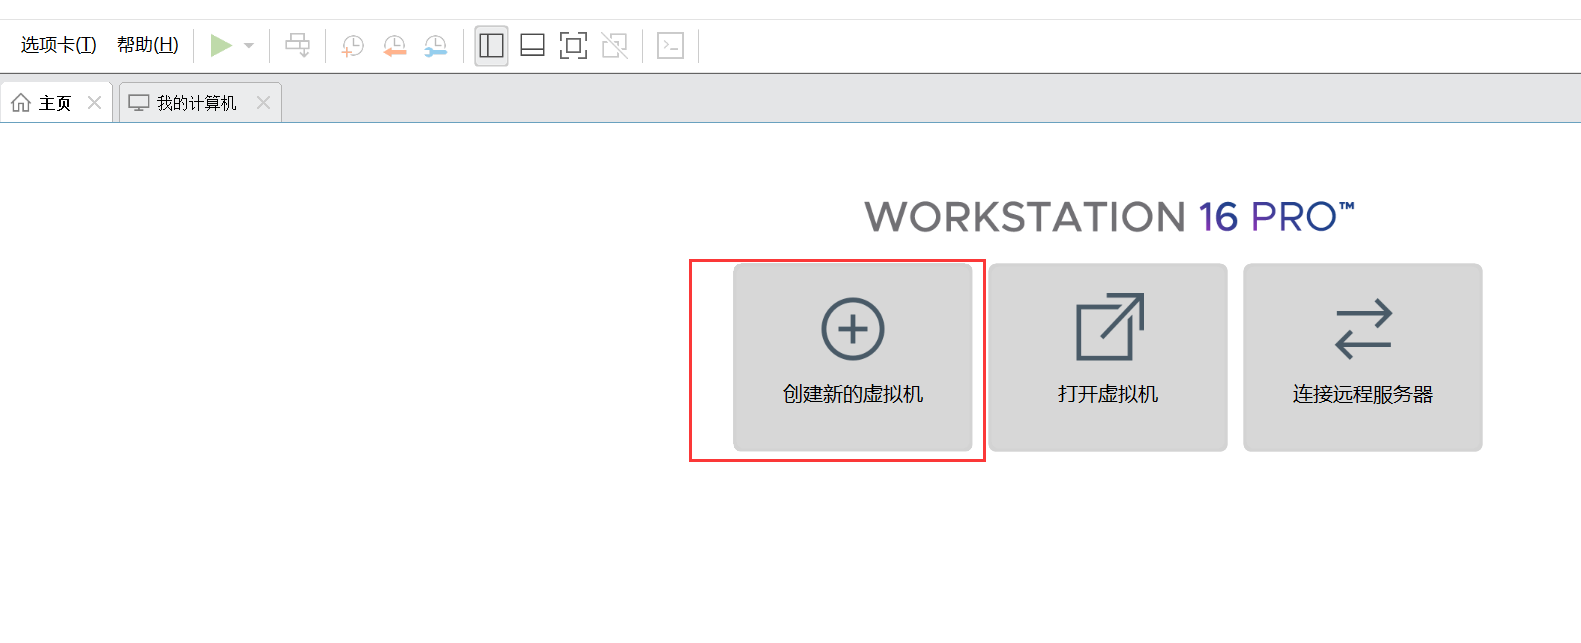 选项卡(T) 帮助(H)
主页 我的计算机
WORKSTATION 16 PRO™
创建新的虚拟机 打开虚拟机 连接远程服务器